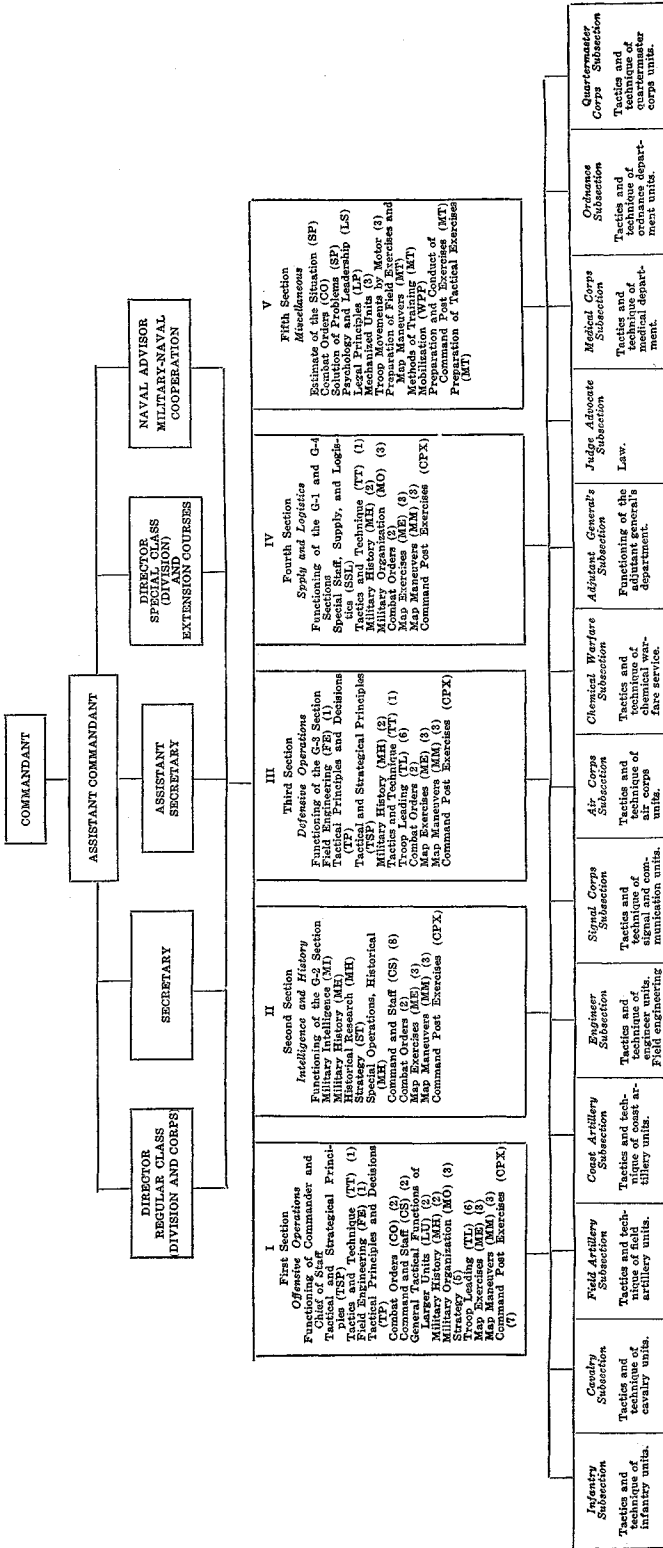 COMMANDANT
ASSISTANT COMMANDANT
DIRECTOR
REGULAR CLASS
(DIVISION AND CORPS)
SECRETARY
ASSISTANT
SECRETARY
DIRECTOR
SPECIAL CLASS
(DIVISION)
AND
EXTENSION COURSES
NAVAL ADVISOR
MILITARY-NAVAL
COOPERATION
I
First Section
Offensive Operations
Functioning of Commander and
Chief of Staff
Tactical and Strategical Princi-
ples (TSP)
Tactics and Technique (TT) (1)
Field Engineering (FE) (1)
Tactical Principles and Decisions
(TP)
Combat Orders (CO) (2)
Command and Staff (CS) (2)
General Tactical Functions of
Larger Units (LU) (2)
Military History (MH) (2)
Military Organization (MO) (3)
Strategy (5)
Troop Leading (TL) (6)
Map Exercises (ME) (3)
Map Maneuvers (MM) (3)
Command Post Exercises (CPX)
(7)
II
Second Section
Intelligence and History
Functioning of the G-2 Section
Military Intelligence (MI)
Military History (MH)
Historical Research (MH)
Strategy (ST)
Special Operations, Historical
(MH)
Command and Staff (CS) (8)
Combat Orders (2)
Map Exercises (ME) (3)
Map Maneuvers (MM) (3)
Command Post Exercises (CPX)
III
Third Section
Defensive Operations
Functioning of the G-3 Section
Field Engineering (FE) (1)
Tactical Principles and Decisions
(TP)
Tactical and Strategical Principles
(TSP)
Military History (MH) (2)
Tactics and Technique (TT) (1)
Troop Leading (TL) (6)
Combat Orders (2)
Map Exercises (ME) (3)
Map Maneuvers (MM) (3)
Command Post Exercises (CPX)
IV
Fourth Section
Spply and Logistics
Functioning of the G-1 and G-4
Sections
Special Staff, Supply, and Logis-
tics (SSL)
Tactics and Technique (TT) (1)
Military History (MH) (2)
Military Organization (MO) (3)
Combat Orders (2)
Map Exercises (ME) (3)
Map Maneuvers (MM) (3)
Command Post Exercises (CPX)
V
Fifth Section
Miscellaneous
Estimate of the Situation (SP)
Combat Orders (CO)
Solution of Problems (SP)
Psychology and Leadership (LS)
Legal Principles (LP)
Mechanized Units (3)
Troop Movements by Motor (3)
Preparation of Field Exercises and
Map Maneuvers (MT)
Methods of Training (MT)
Mobilization (WPP)
Preparation and Conduct of
Command Post Exercises (MT)
Preparation of Tactical Exercises
(MT)
Infantry
Subsection
Tactics and
technique of
infantry units.
Cavalry
Subsection
Tactics and
technique of
cavalry units.
Field Artillery
Subsection
Tactics and tech-
nique of field
artillery units.
Coast Artillery
Subsection
Tactics and tech-
nique of coast ar-
tillery units.
Engineer
Subsection
Tactics and
technique of
engineer units.
Field engineering
Signal Corps
Subsection
Tactics and
technique of
signal and com-
munication units.
Air Corps
Subsection
Tactics and
technique of
air corps
units.
Chemical Warfare
Subsection
Tactics and
technique of
chemical war-
fare service.
Adjutant General's
Subsection
Functioning of the
adjutant general's
department.
Judge Advocate
Subsection
Law.
Medical Corps
Subsection
Tactics and
technique of
medical depart-
ment.
Ordnance
Subsection
Tactics and
technique of
ordnance depart-
ment units.
Quartermaster
Corps Subsection
Tactics and
technique of
quartermaster
corps units.